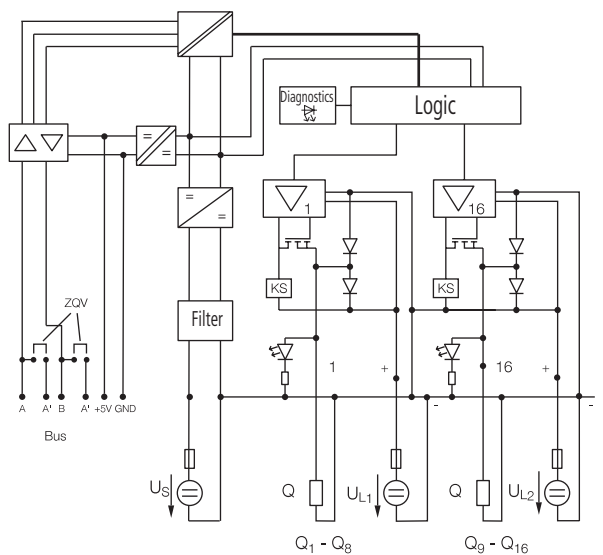 Diagnostics
Logic
=
=
=
=
1
16
KS
KS
ZQV
Filter
1
+
16
+
A A' B A' +5V GND
-
-
Bus
U_S
Q
U_L1
Q
U_L2
Q_1 - Q_8
Q_9 - Q_16